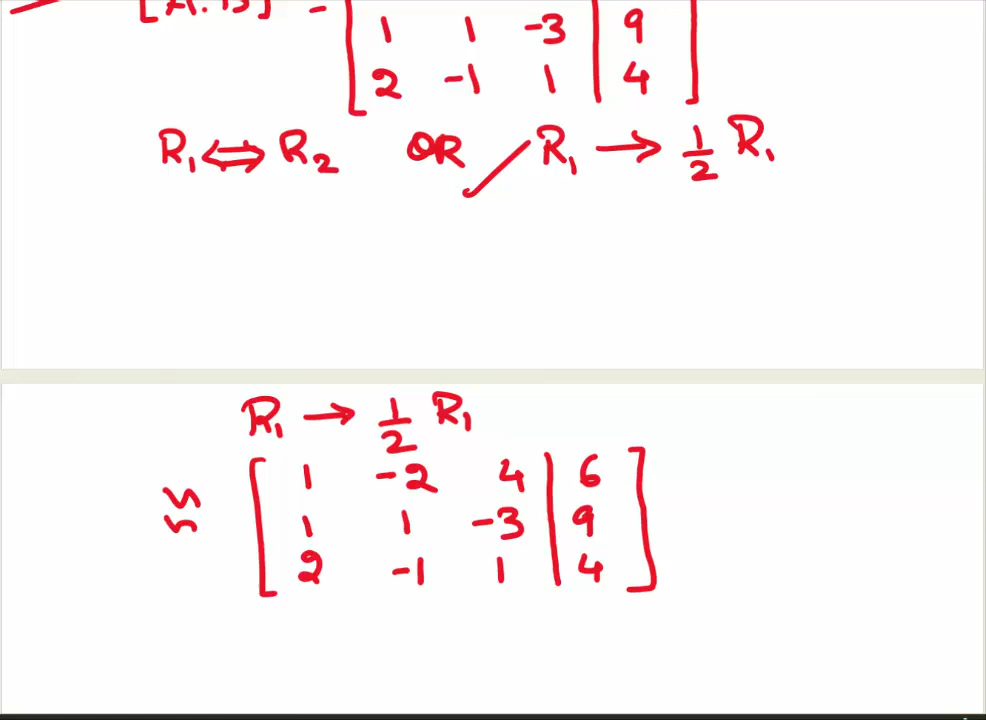 1 1 -3 | 9
2 -1 1 | 4
R₁ ⟺ R₂ OR R₁ → 1/2 R₁
R₁ → 1/2 R₁
≈ [ 1 -2 4 | 6 ]
1 1 -3 | 9
2 -1 1 | 4